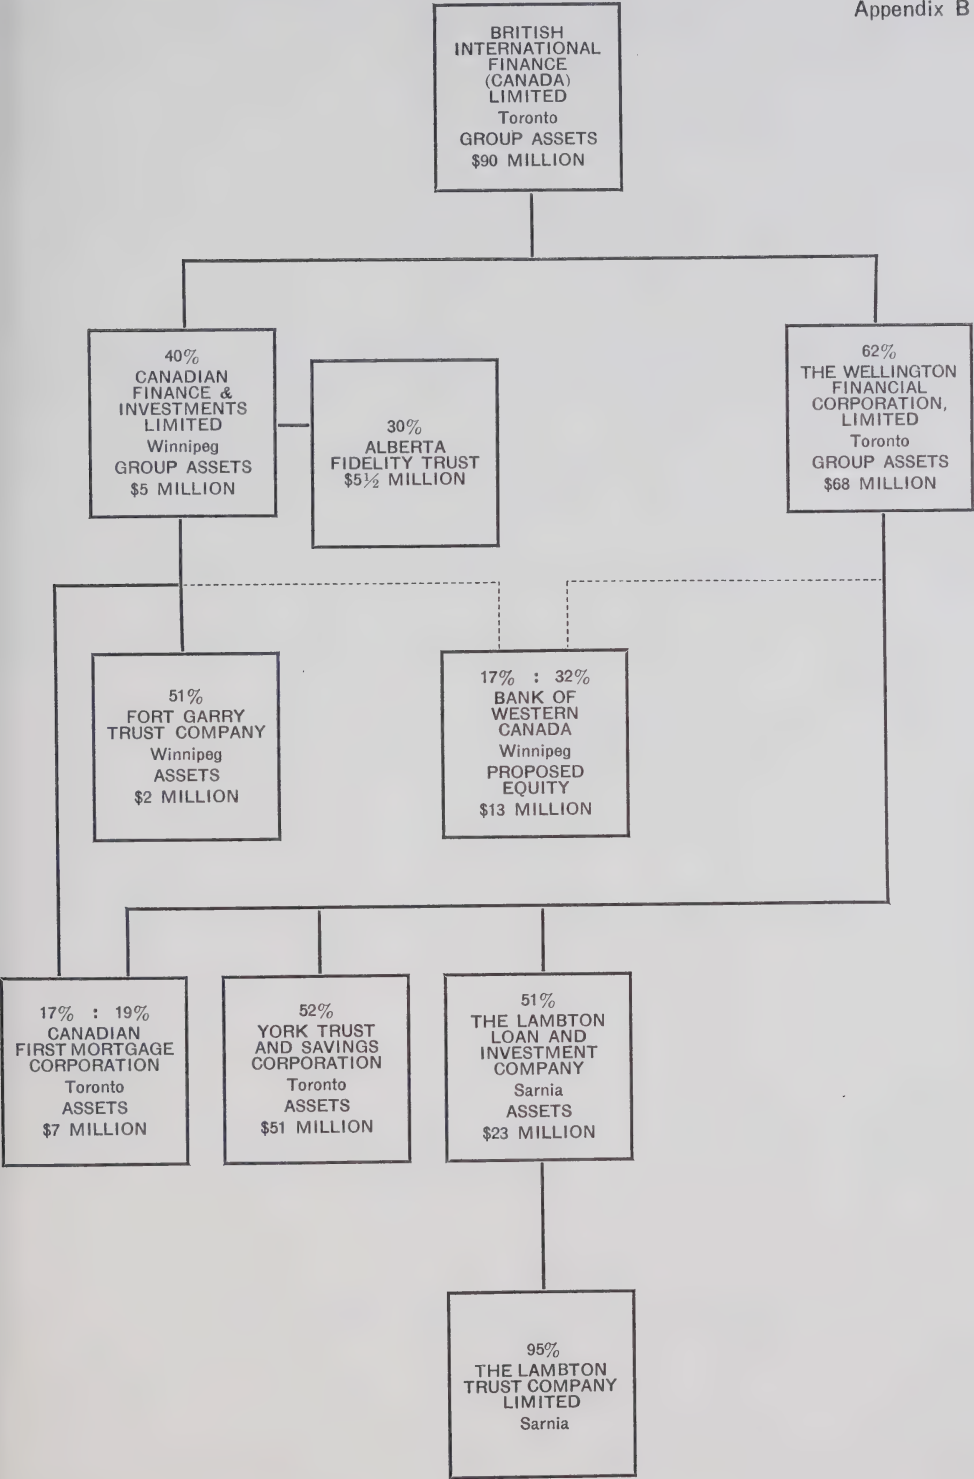 Appendix B
BRITISH
INTERNATIONAL
FINANCE
(CANADA)
LIMITED
Toronto
GROUP ASSETS
$90 MILLION
40%
CANADIAN
FINANCE &
INVESTMENTS
LIMITED
Winnipeg
GROUP ASSETS
$5 MILLION
30%
ALBERTA
FIDELITY TRUST
$5½ MILLION
62%
THE WELLINGTON
FINANCIAL
CORPORATION,
LIMITED
Toronto
GROUP ASSETS
$68 MILLION
51%
FORT GARRY
TRUST COMPANY
Winnipeg
ASSETS
$2 MILLION
17% : 32%
BANK OF
WESTERN
CANADA
Winnipeg
PROPOSED
EQUITY
$13 MILLION
17% : 19%
CANADIAN
FIRST MORTGAGE
CORPORATION
Toronto
ASSETS
$7 MILLION
52%
YORK TRUST
AND SAVINGS
CORPORATION
Toronto
ASSETS
$51 MILLION
51%
THE LAMBTON
LOAN AND
INVESTMENT
COMPANY
Sarnia
ASSETS
$23 MILLION
95%
THE LAMBTON
TRUST COMPANY
LIMITED
Sarnia